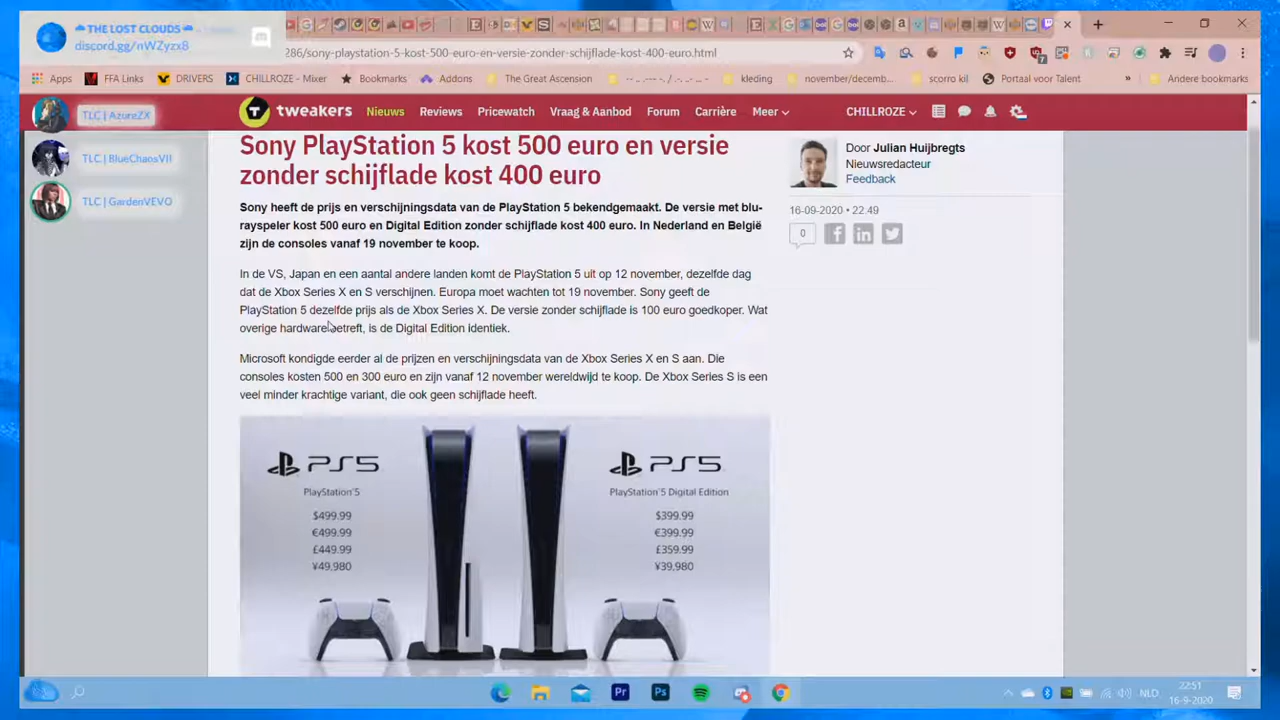 THE LOST CLOUDS
discord.gg/nWZyzx8
286/sony-playstation-5-kost-500-euro-en-versie-zonder-schijflade-kost-400-euro.html
7
Apps
FFA Links
DRIVERS
CHILLROZE - Mixer
Bookmarks
Addons
The Great Ascension
kleding
november/decemb...
scorro kil
Portaal voor Talent
»
Andere bookmarks
TLC | AzureZX
TLC | BlueChaosVII
TLC | GardenVEVO
tweakers
Nieuws
Reviews
Pricewatch
Vraag & Aanbod
Forum
Carrière
Meer
CHILLROZE
Sony PlayStation 5 kost 500 euro en versie
zonder schijflade kost 400 euro
Door Julian Huijbregts
Nieuwsredacteur
Feedback
16-09-2020 • 22:49
0
Sony heeft de prijs en verschijningsdata van de PlayStation 5 bekendgemaakt. De versie met blu-
rayspeler kost 500 euro en Digital Edition zonder schijflade kost 400 euro. In Nederland en België
zijn de consoles vanaf 19 november te koop.
In de VS, Japan en een aantal andere landen komt de PlayStation 5 uit op 12 november, dezelfde dag
dat de Xbox Series X en S verschijnen. Europa moet wachten tot 19 november. Sony geeft de
PlayStation 5 dezelfde prijs als de Xbox Series X. De versie zonder schijflade is 100 euro goedkoper. Wat
overige hardware betreft, is de Digital Edition identiek.
Microsoft kondigde eerder al de prijzen en verschijningsdata van de Xbox Series X en S aan. Die
consoles kosten 500 en 300 euro en zijn vanaf 12 november wereldwijd te koop. De Xbox Series S is een
veel minder krachtige variant, die ook geen schijflade heeft.
PS5
PlayStation®5
$499.99
€499.99
£449.99
¥49,980
PS5
PlayStation®5 Digital Edition
$399.99
€399.99
£359.99
¥39,980
Pr
Ps
NLD
22:51
16-9-2020